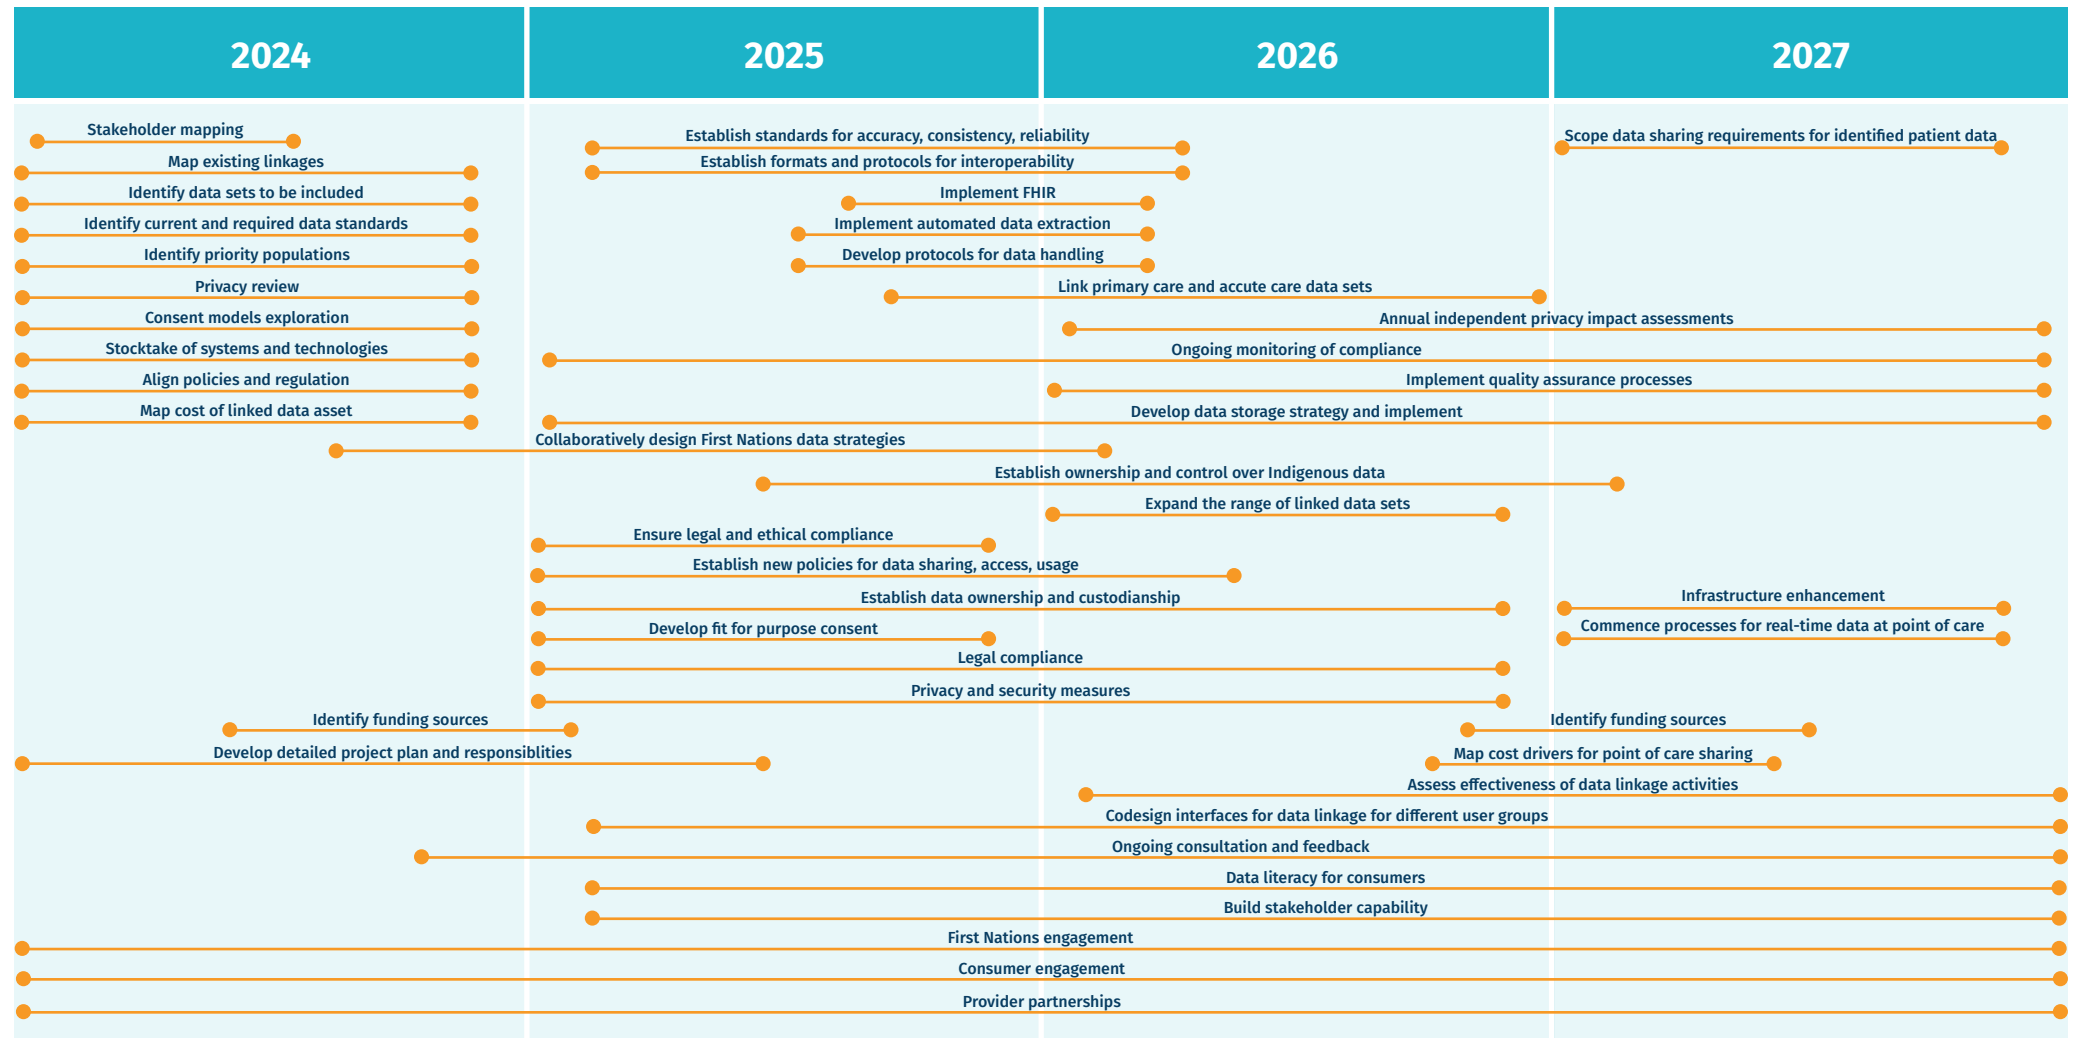 2024
2025
2026
2027
Stakeholder mapping
Establish standards for accuracy, consistency, reliability
Scope data sharing requirements for identified patient data
Map existing linkages
Establish formats and protocols for interoperability
Identify data sets to be included
Implement FHIR
Identify current and required data standards
Implement automated data extraction
Identify priority populations
Develop protocols for data handling
Privacy review
Link primary care and accute care data sets
Consent models exploration
Annual independent privacy impact assessments
Stocktake of systems and technologies
Ongoing monitoring of compliance
Align policies and regulation
Implement quality assurance processes
Map cost of linked data asset
Develop data storage strategy and implement
Collaboratively design First Nations data strategies
Establish ownership and control over Indigenous data
Expand the range of linked data sets
Ensure legal and ethical compliance
Establish new policies for data sharing, access, usage
Establish data ownership and custodianship
Infrastructure enhancement
Develop fit for purpose consent
Commence processes for real-time data at point of care
Legal compliance
Privacy and security measures
Identify funding sources
Identify funding sources
Develop detailed project plan and responsiblities
Map cost drivers for point of care sharing
Assess effectiveness of data linkage activities
Codesign interfaces for data linkage for different user groups
Ongoing consultation and feedback
Data literacy for consumers
Build stakeholder capability
First Nations engagement
Consumer engagement
Provider partnerships